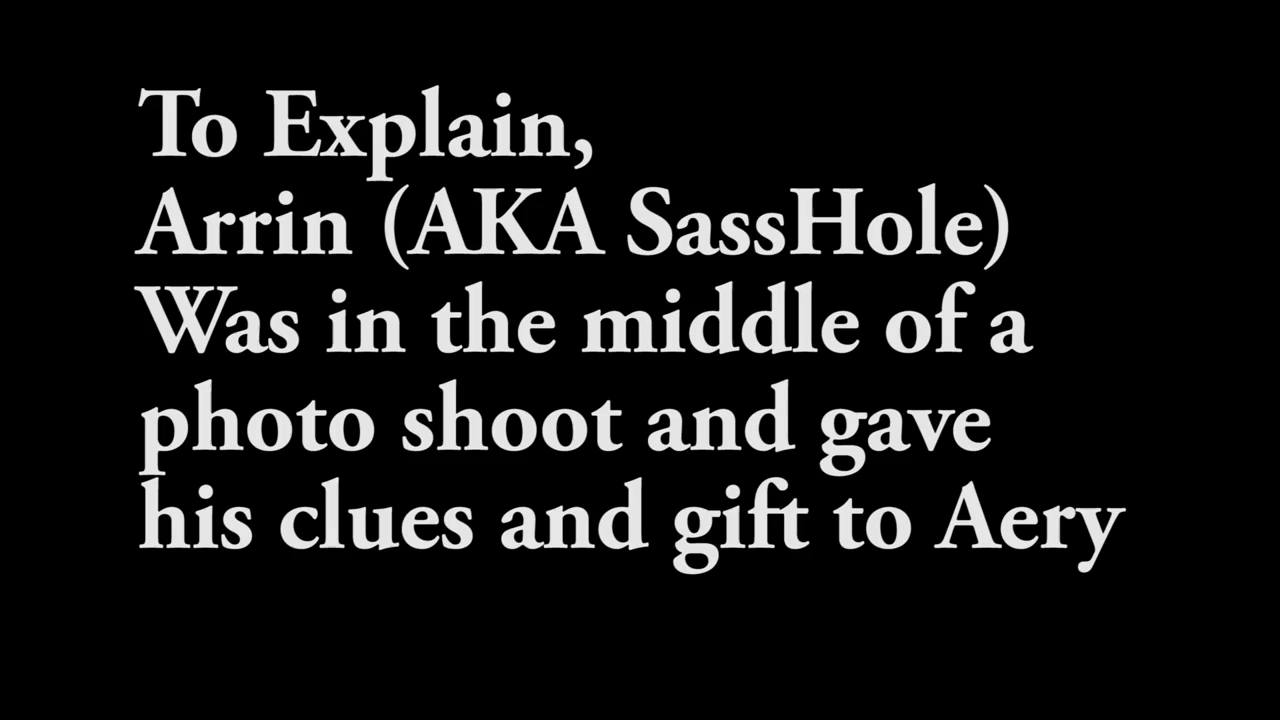 To Explain,
Arrin (AKA SassHole)
Was in the middle of a
photo shoot and gave
his clues and gift to Aery